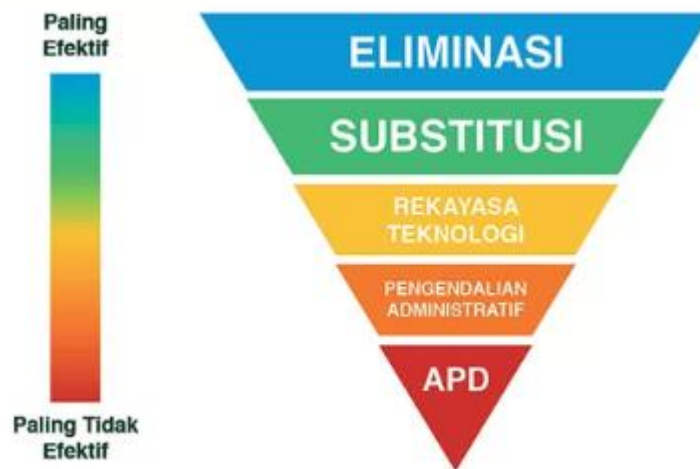 Paling
Efektif
ELIMINASI
SUBSTITUSI
REKAYASA
TEKNOLOGI
PENGENDALIAN
ADMINISTRATIF
APD
Paling Tidak
Efektif